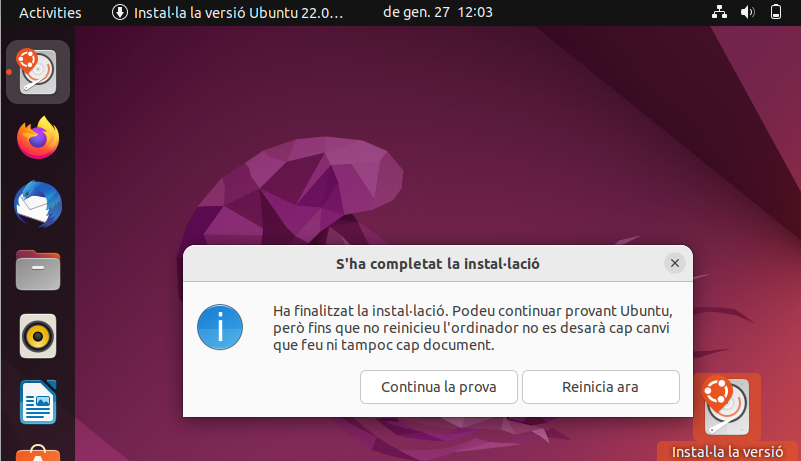 Activities
Instal·la la versió Ubuntu 22.0…
de gen. 27 12:03
S'ha completat la instal·lació
Ha finalitzat la instal·lació. Podeu continuar provant Ubuntu,
però fins que no reinicieu l'ordinador no es desarà cap canvi
que feu ni tampoc cap document.
Continua la prova
Reinicia ara
Instal·la la versió